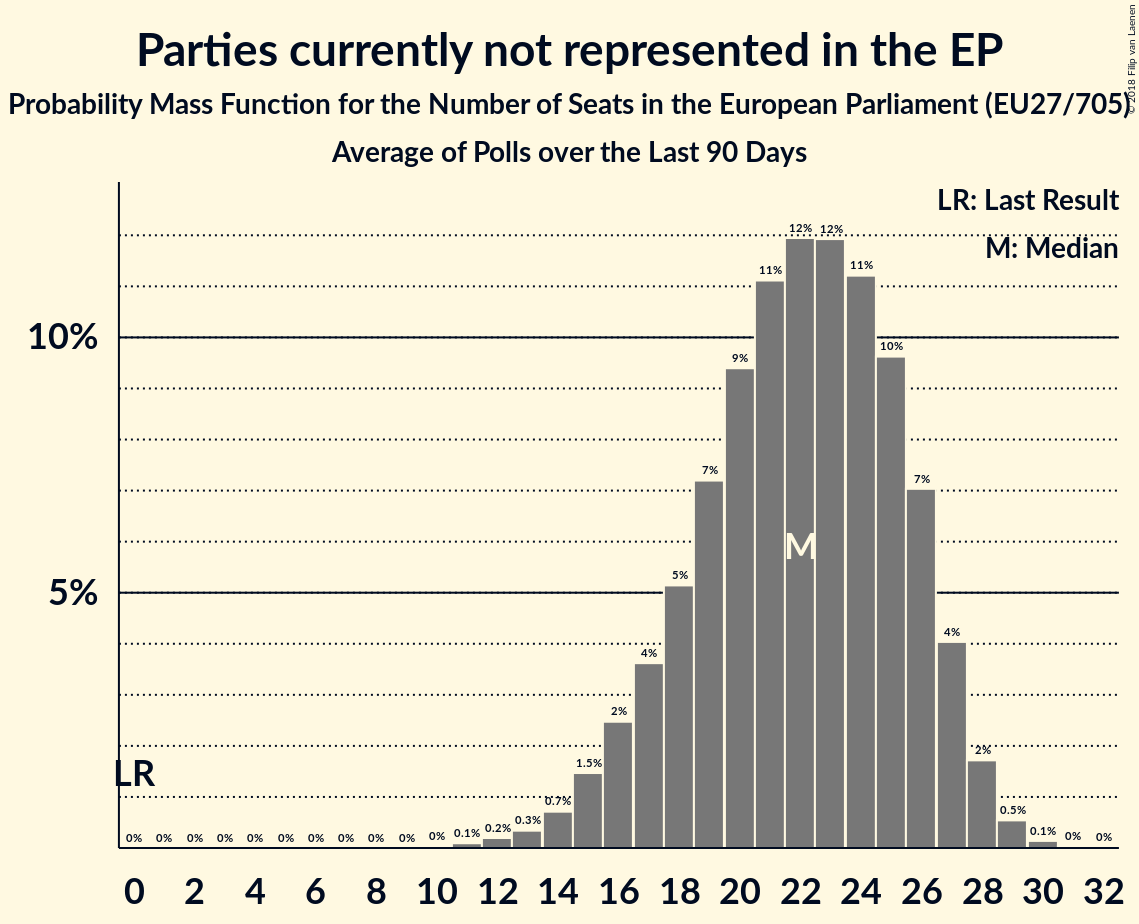 Parties currently not represented in the EP
Probability Mass Function for the Number of Seats in the European Parliament (EU27/705)
Average of Polls over the Last 90 Days
© 2018 Filip van Laenen
LR: Last Result
M: Median
10%
5%
LR
M
0% 0% 0% 0% 0% 0% 0% 0% 0% 0% 0% 0.1% 0.2% 0.3% 0.7% 1.5% 2% 4% 5% 7% 9% 11% 12% 12% 11% 10% 7% 4% 2% 0.5% 0.1% 0% 0%
0 2 4 6 8 10 12 14 16 18 20 22 24 26 28 30 32